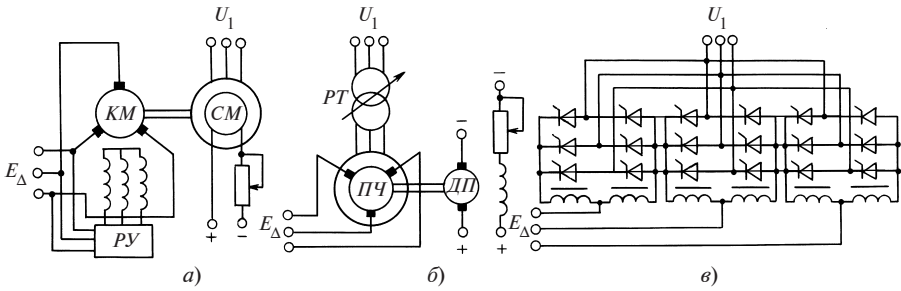 U1
КМ
СМ
EΔ
РУ
+ −
а)
U1
РТ
ПЧ
ДП
−
EΔ
+
б)
−
+
U1
EΔ
в)